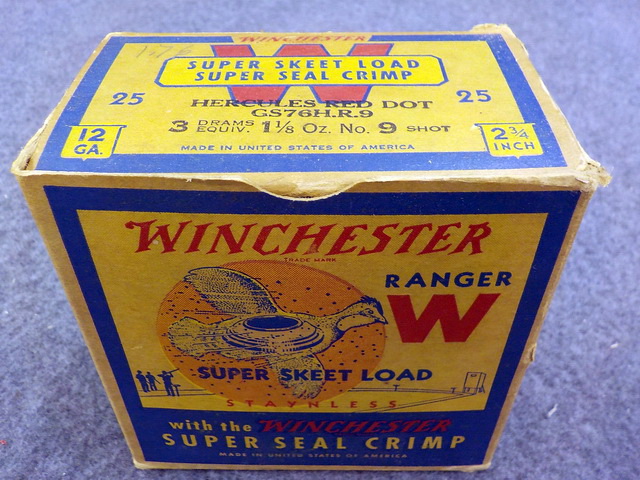 WINCHESTER
W
SUPER SKEET LOAD
SUPER SEAL CRIMP
25
25
HERCULES RED DOT
GS76H.R.9
3 DRAMS EQUIV. 1⅛ Oz. No. 9 SHOT
12 GA.
2¾ INCH
MADE IN UNITED STATES OF AMERICA
WINCHESTER
TRADE MARK
RANGER
W
SUPER SKEET LOAD
STAYNLESS
with the WINCHESTER
SUPER SEAL CRIMP
MADE IN UNITED STATES OF AMERICA